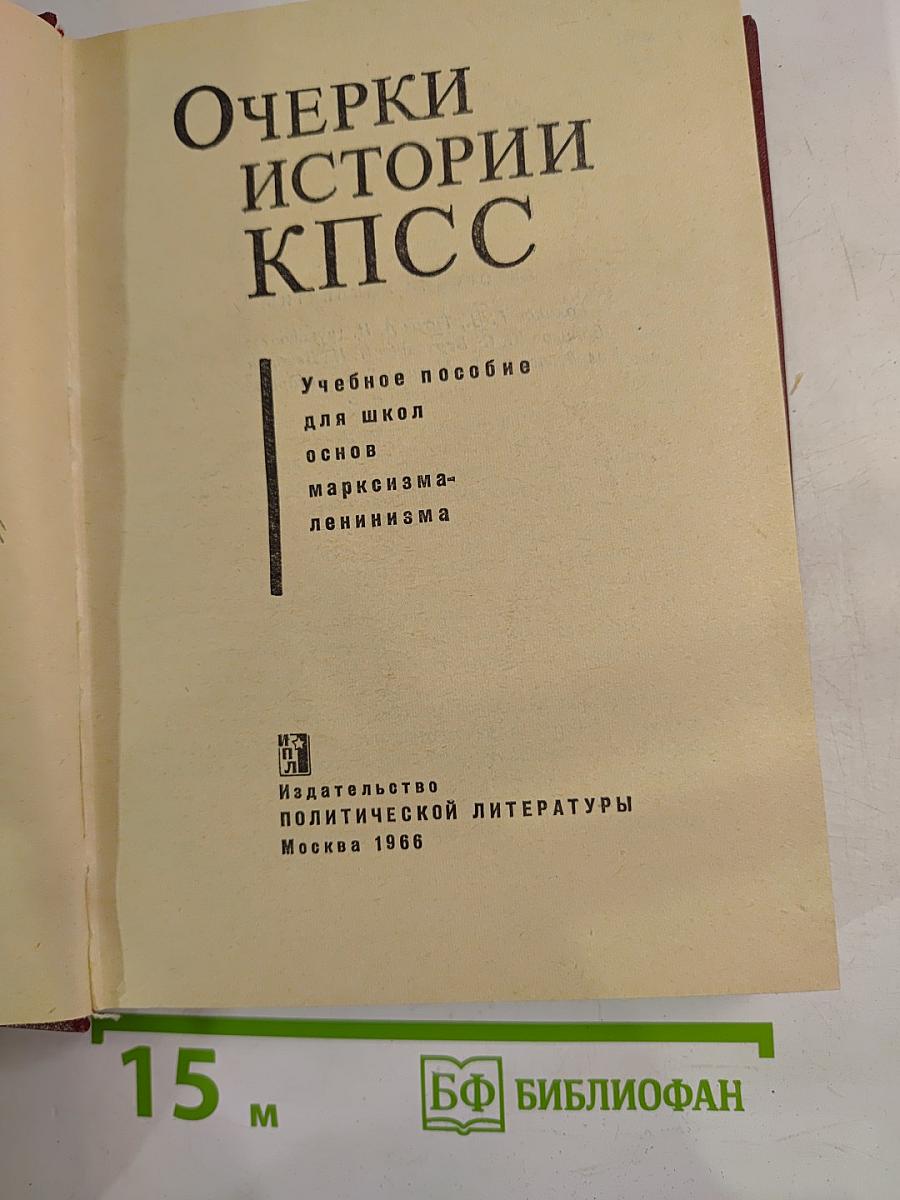 ОЧЕРКИ
ИСТОРИИ
КПСС
Учебное пособие
для школ
основ
марксизма-
ленинизма
ИПЛ
Издательство
ПОЛИТИЧЕСКОЙ ЛИТЕРАТУРЫ
Москва 1966
15 м
БФ БИБЛИОФАН